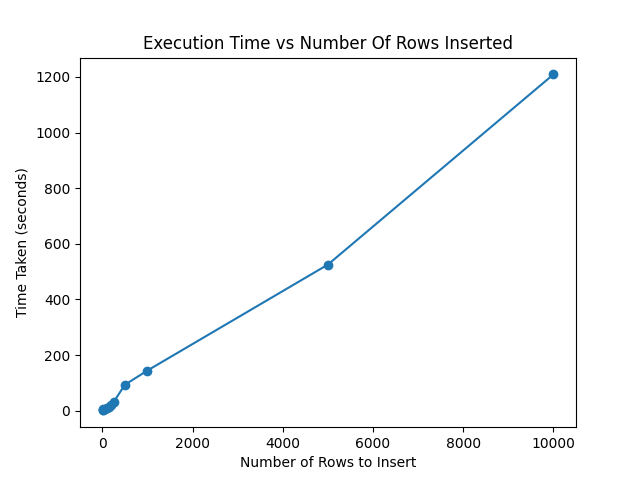 Execution Time vs Number Of Rows Inserted
1200
1000
800
600
400
200
0
Time Taken (seconds)
0 2000 4000 6000 8000 10000
Number of Rows to Insert